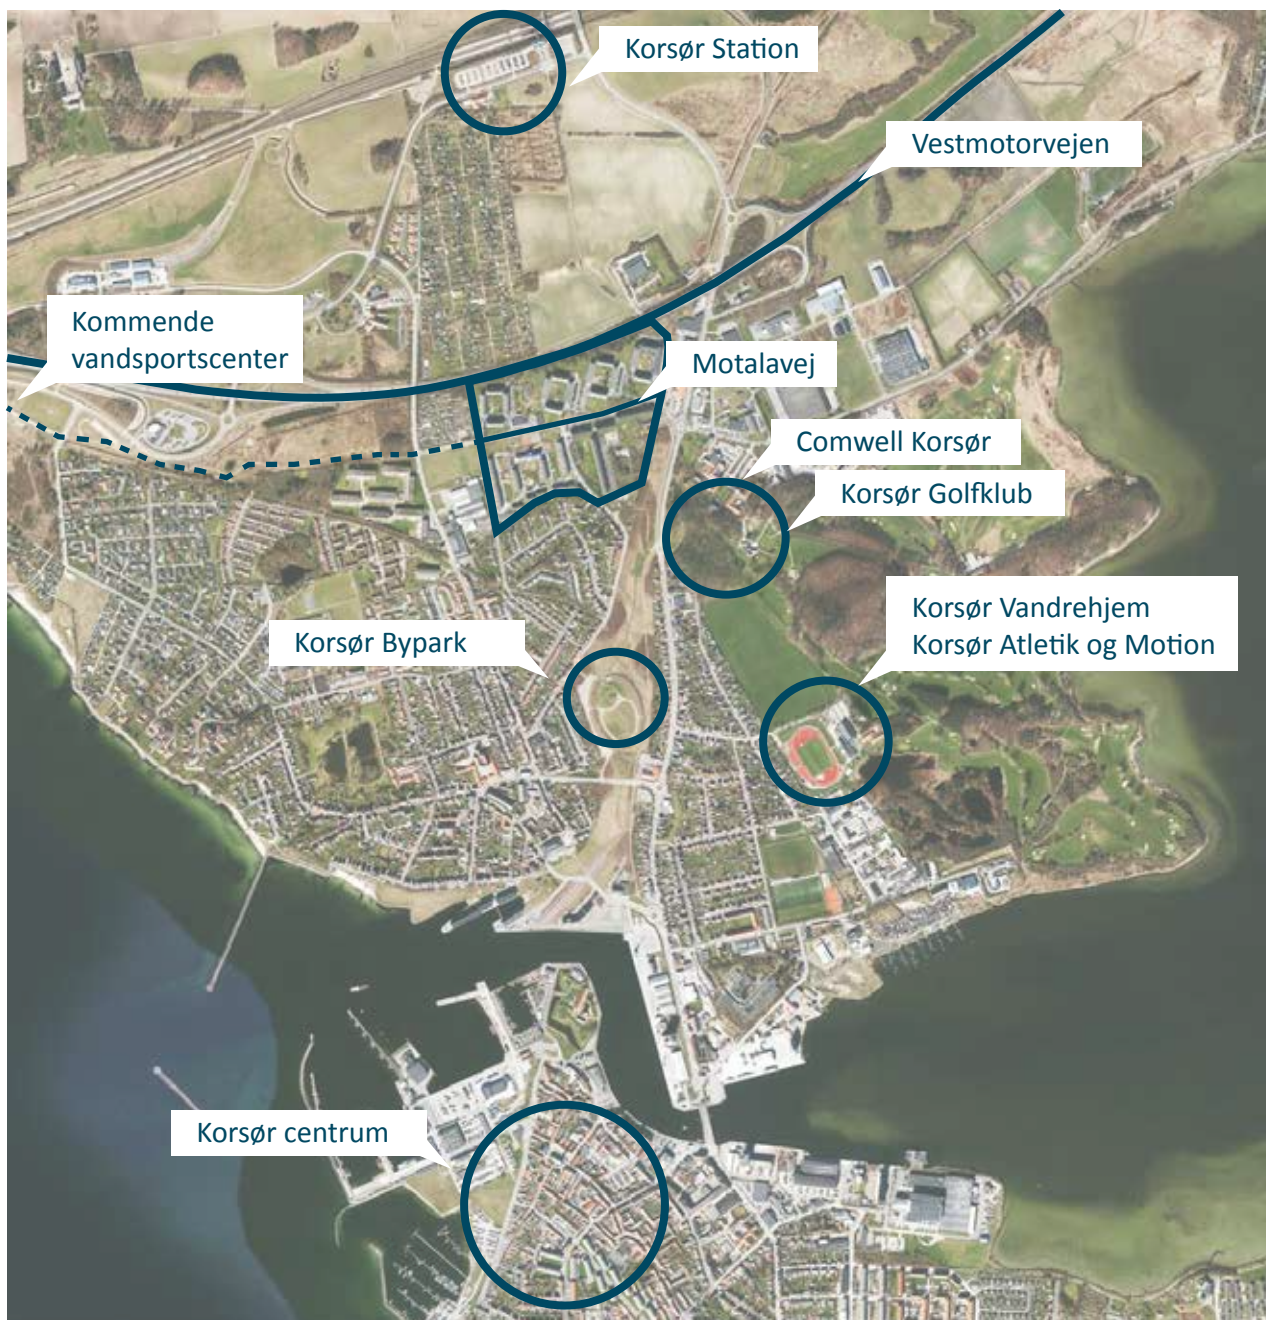 Korsør Station
Vestmotorvejen
Kommende
vandsportscenter
Motalavej
Comwell Korsør
Korsør Golfklub
Korsør Vandrehjem
Korsør Atletik og Motion
Korsør Bypark
Korsør centrum